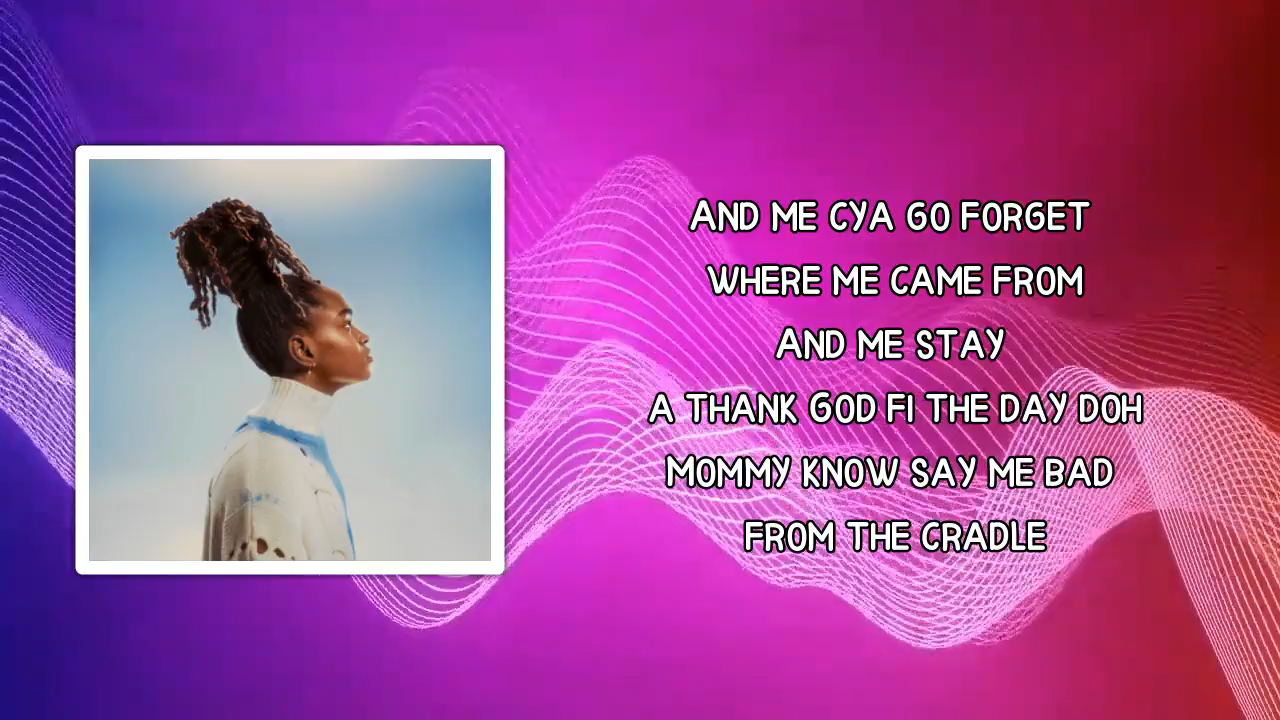 AND ME CYA GO FORGET
WHERE ME CAME FROM
AND ME STAY
A THANK GOD FI THE DAY DOH
MOMMY KNOW SAY ME BAD
FROM THE CRADLE